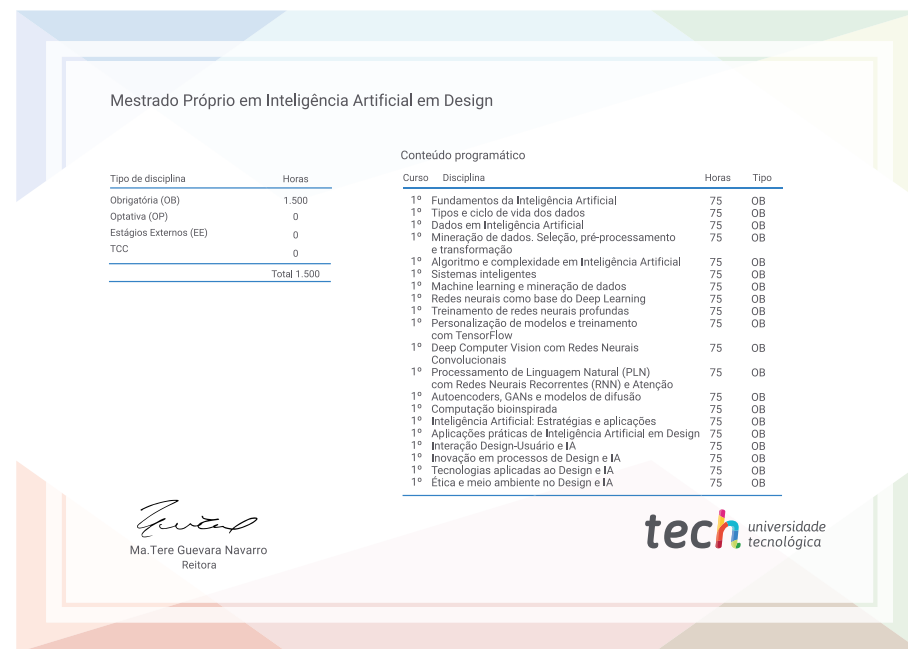 Mestrado Próprio em Inteligência Artificial em Design
Tipo de disciplina Horas
Obrigatória (OB) 1.500
Optativa (OP) 0
Estágios Externos (EE) 0
TCC 0
Total 1.500
Conteúdo programático
Curso Disciplina Horas Tipo
1º Fundamentos da Inteligência Artificial 75 OB
1º Tipos e ciclo de vida dos dados 75 OB
1º Dados em Inteligência Artificial 75 OB
1º Mineração de dados. Seleção, pré-processamento 75 OB
e transformação
1º Algoritmo e complexidade em Inteligência Artificial 75 OB
1º Sistemas inteligentes 75 OB
1º Machine learning e mineração de dados 75 OB
1º Redes neurais como base do Deep Learning 75 OB
1º Treinamento de redes neurais profundas 75 OB
1º Personalização de modelos e treinamento 75 OB
com TensorFlow
1º Deep Computer Vision com Redes Neurais 75 OB
Convolucionais
1º Processamento de Linguagem Natural (PLN) 75 OB
com Redes Neurais Recorrentes (RNN) e Atenção
1º Autoencoders, GANs e modelos de difusão 75 OB
1º Computação bioinspirada 75 OB
1º Inteligência Artificial: Estratégias e aplicações 75 OB
1º Aplicações práticas de Inteligência Artificial em Design 75 OB
1º Interação Design-Usuário e IA 75 OB
1º Inovação em processos de Design e IA 75 OB
1º Tecnologias aplicadas ao Design e IA 75 OB
1º Ética e meio ambiente no Design e IA 75 OB
Ma.Tere Guevara Navarro
Reitora
tech universidade
tecnológica